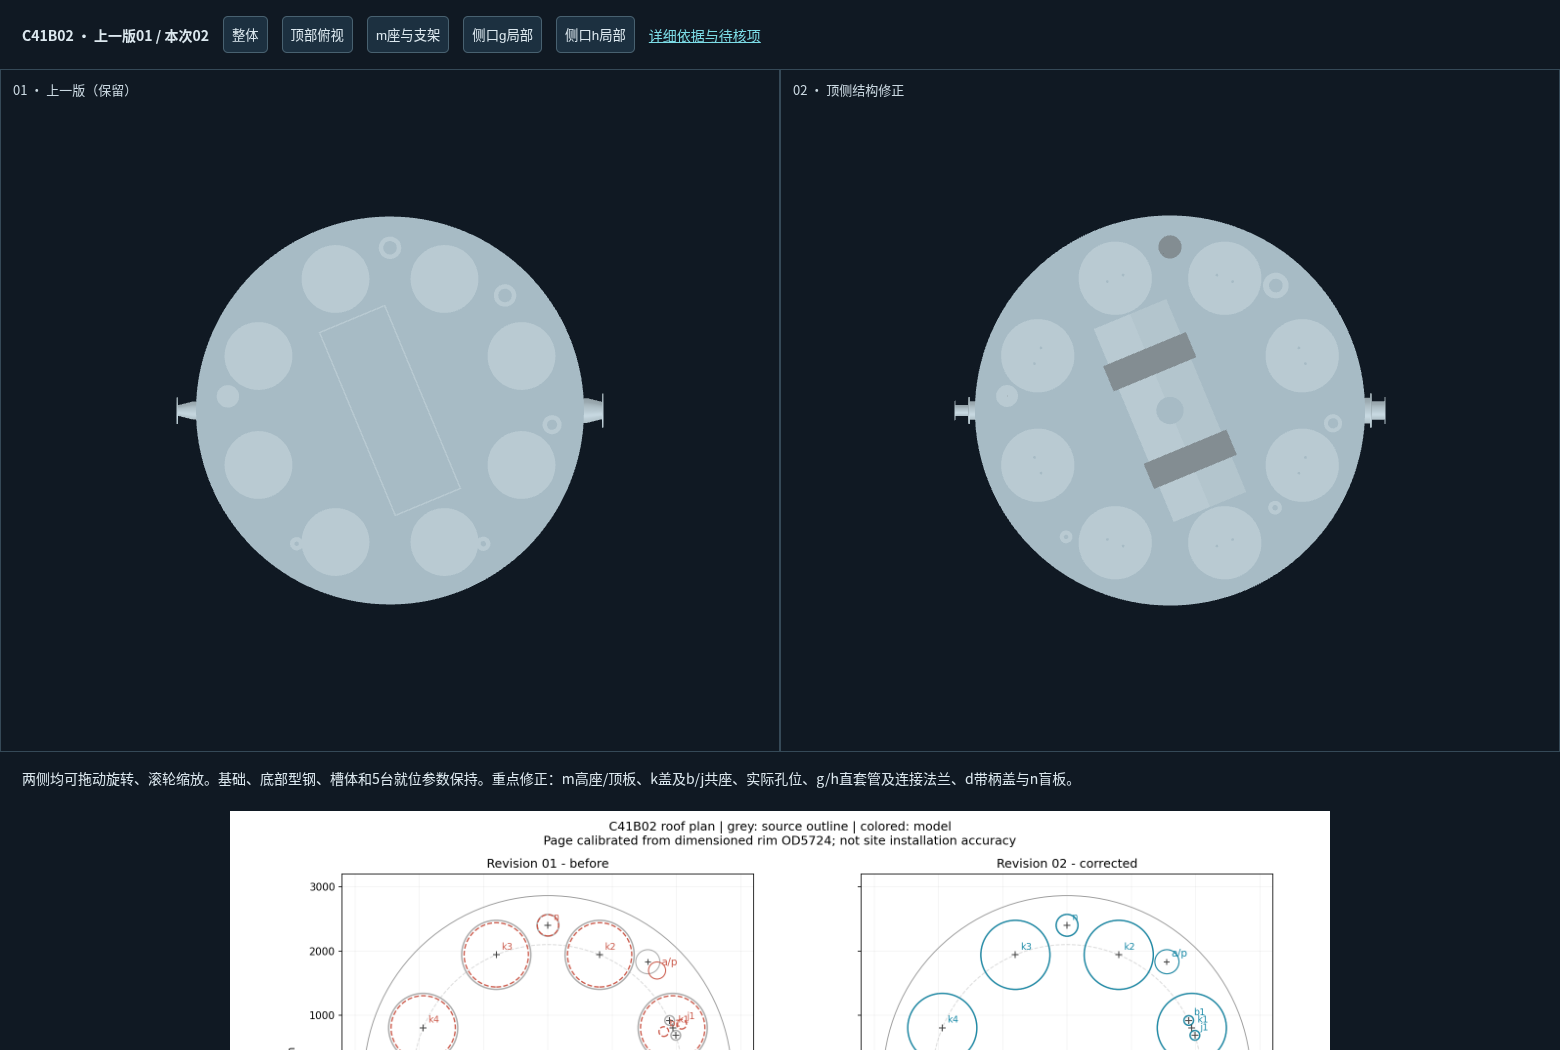 C41B02 · 上一版01 / 本次02
整体
顶部俯视
m座与支架
侧口g局部
侧口h局部
详细依据与待核项
01 · 上一版（保留）
02 · 顶侧结构修正
两侧均可拖动旋转、滚轮缩放。基础、底部型钢、槽体和5台就位参数保持。重点修正：m高座/顶板、k盖及b/j共座、实际孔位、g/h直套管及连接法兰、d带柄盖与n盲板。
C41B02 roof plan | grey: source outline | colored: model
Page calibrated from dimensioned rim OD5724; not site installation accuracy
Revision 01 - before
Revision 02 - corrected
3000
2000
1000
n
k3
k2
a/p
k4
j1
n
k3
k2
a/p
k4
b1
k1
j1